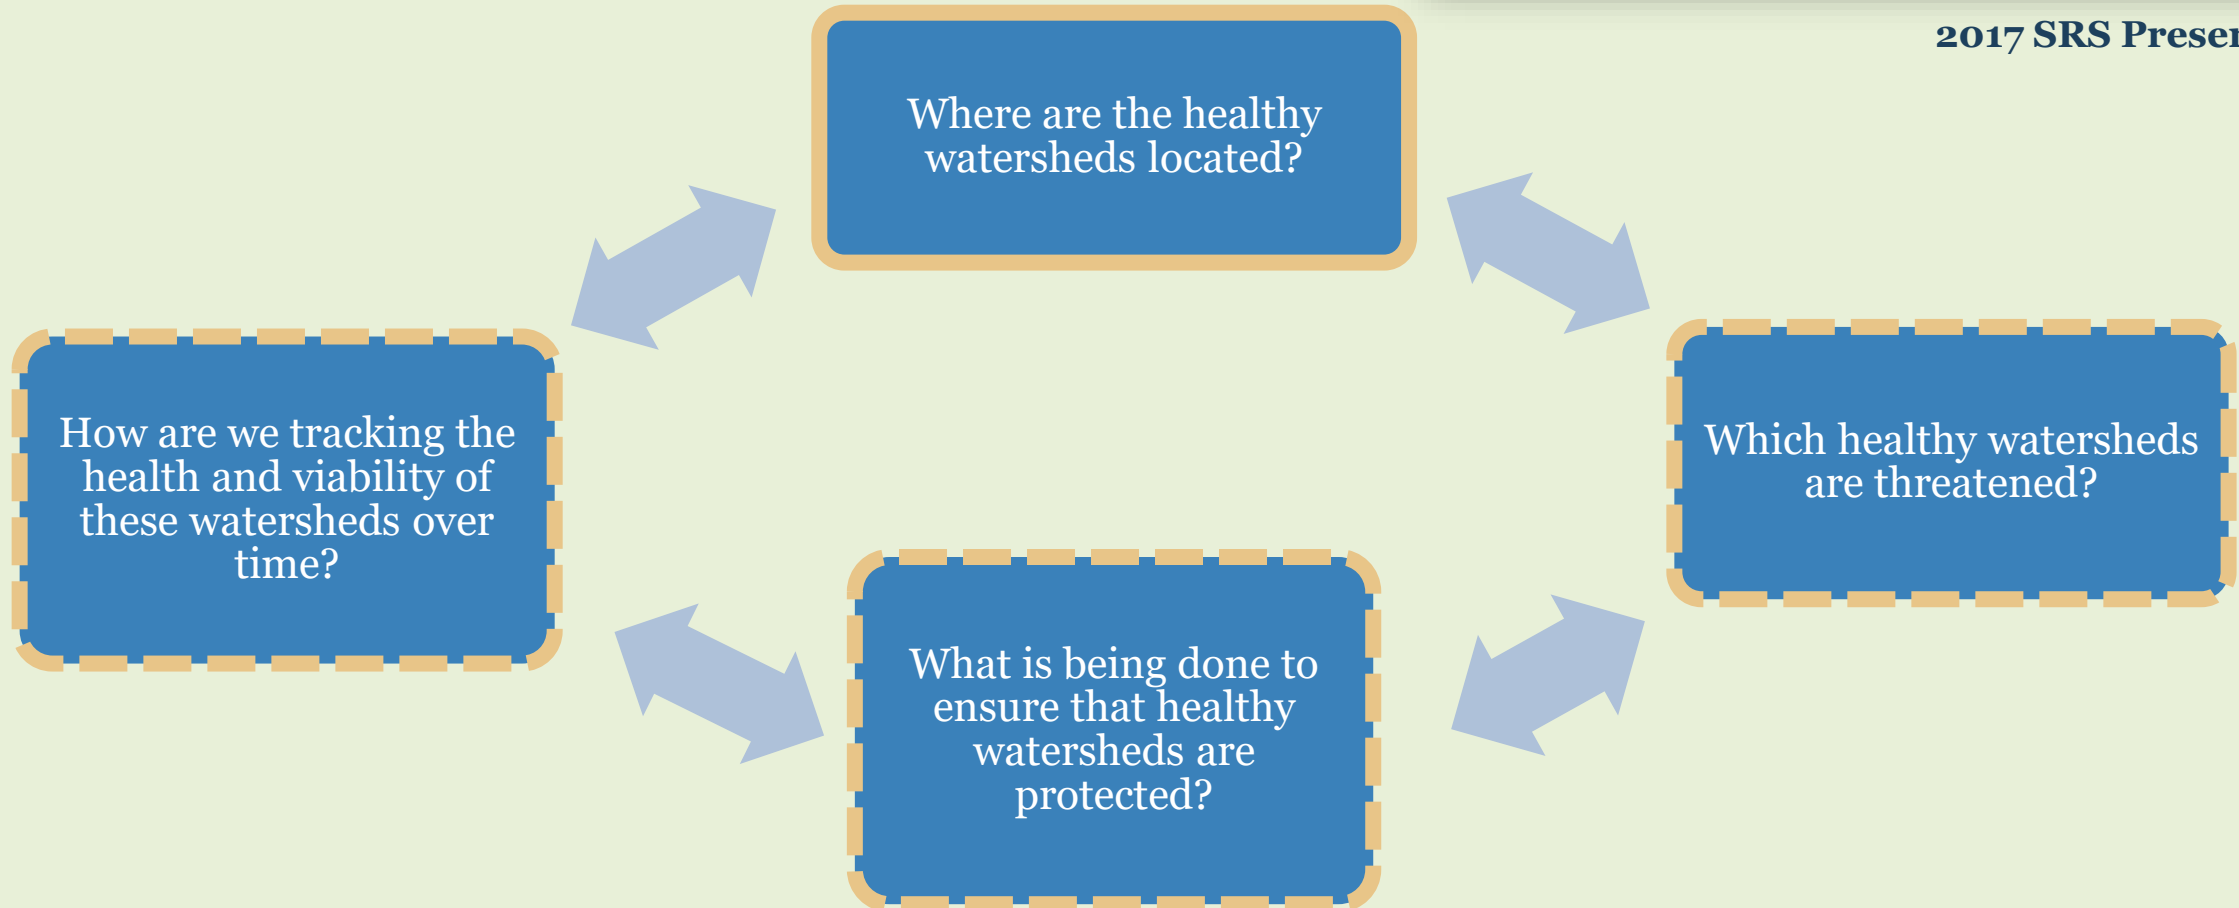 2017 SRS
Where are the healthy
watersheds located?
How are we tracking the
health and viability of
these watersheds over
time?
Which healthy watersheds
are threatened?
What is being done to
ensure that healthy
watersheds are
protected?